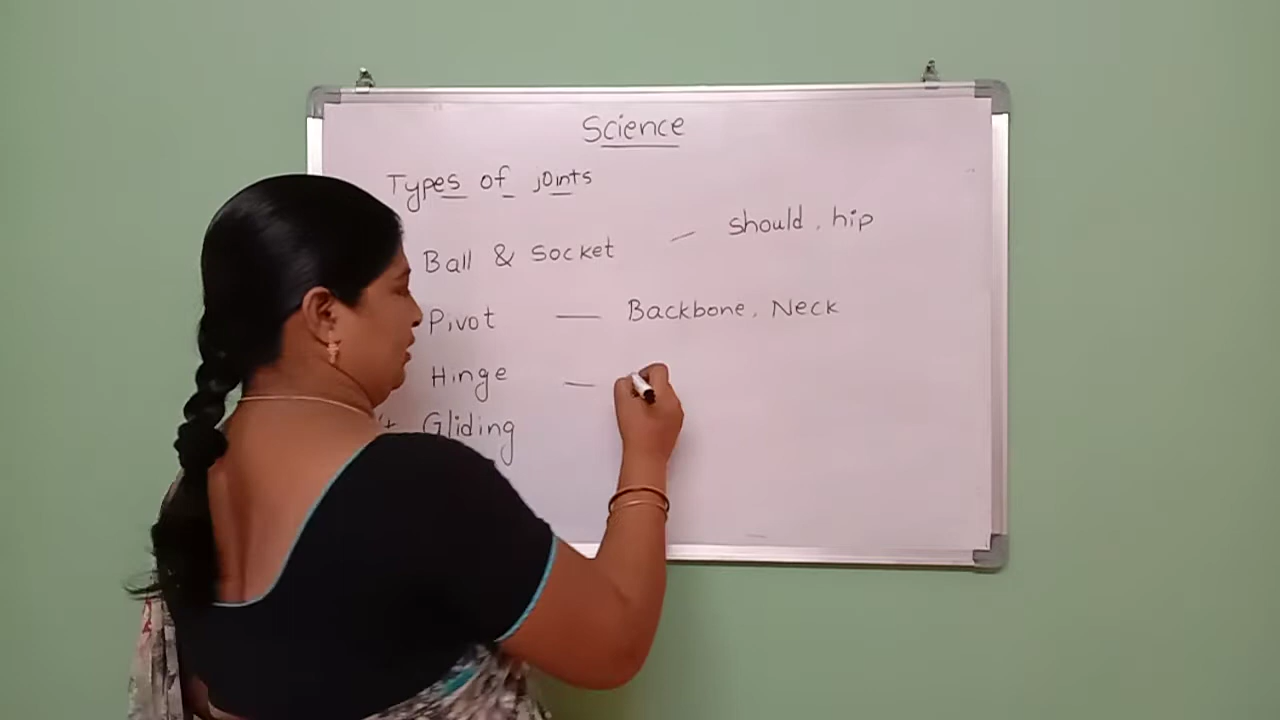 Science
Types of joints
Ball & Socket — should, hip
Pivot — Backbone, Neck
Hinge —
Gliding